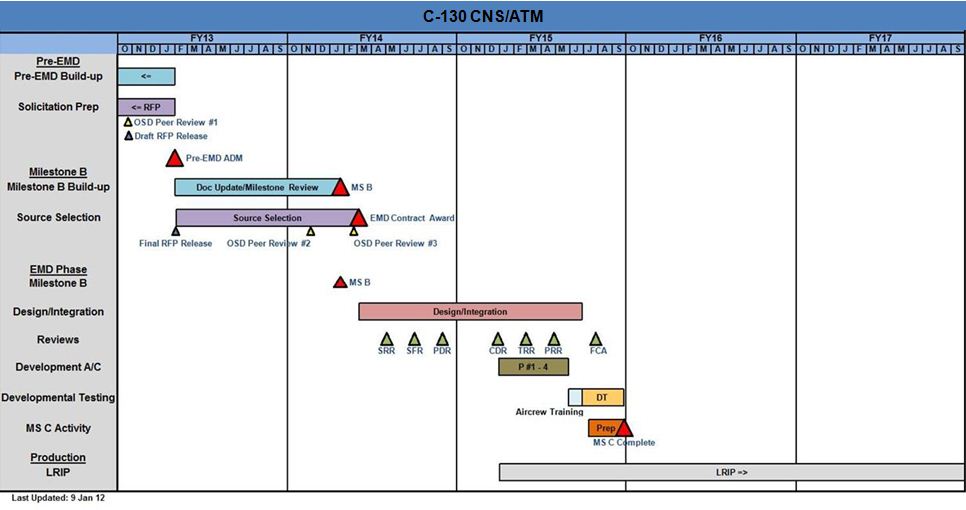 C-130 CNS/ATM
FY13 FY14 FY15 FY16 FY17
O N D J F M A M J J A S O N D J F M A M J J A S O N D J F M A M J J A S O N D J F M A M J J A S O N D J F M A M J J A S
Pre-EMD
Pre-EMD Build-up <=
Solicitation Prep <= RFP
OSD Peer Review #1
Draft RFP Release
Pre-EMD ADM
Milestone B
Milestone B Build-up Doc Update/Milestone Review MS B
Source Selection Source Selection EMD Contract Award
Final RFP Release OSD Peer Review #2 OSD Peer Review #3
EMD Phase
Milestone B MS B
Design/Integration Design/Integration
Reviews
SRR SFR PDR CDR TRR PRR FCA
Development A/C P #1 - 4
Developmental Testing DT
Aircrew Training
MS C Activity Prep
MS C Complete
Production
LRIP LRIP =>
Last Updated: 9 Jan 12